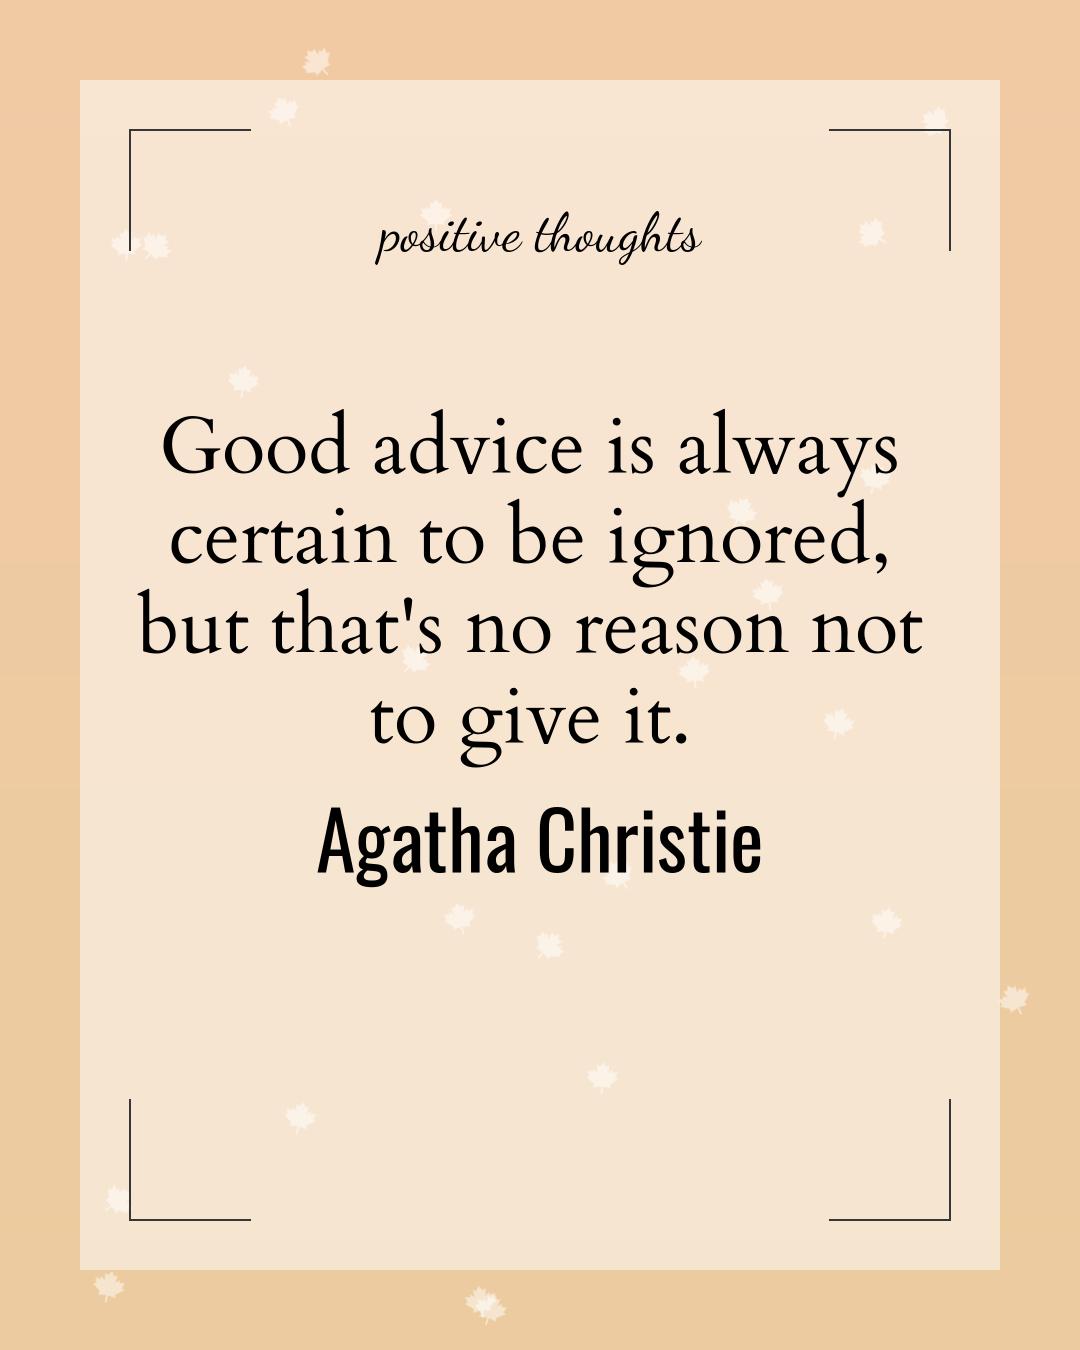 positive thoughts
Good advice is always
certain to be ignored,
but that's no reason not
to give it.
Agatha Christie